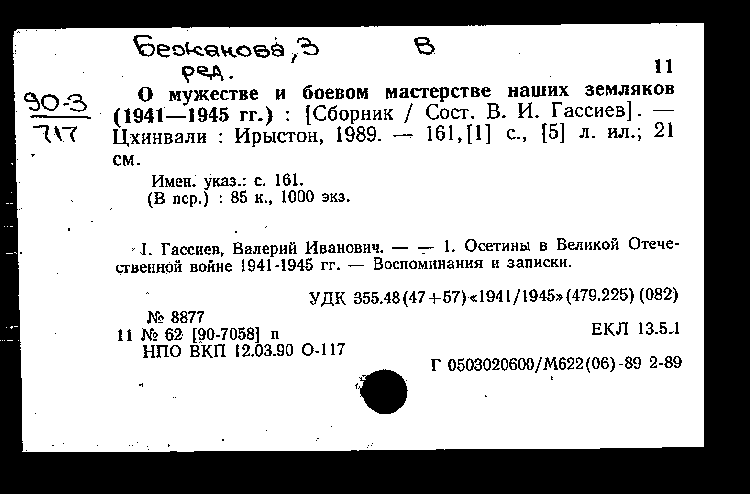 Бежанова, З В
ред. 11
90-3
717
О мужестве и боевом мастерстве наших земляков
(1941—1945 гг.) : [Сборник / Сост. В. И. Гассиев]. —
Цхинвали : Ирыстон, 1989. — 161,[1] с., [5] л. ил.; 21
см.
Имен. указ.: с. 161.
(В пер.) : 85 к., 1000 экз.
I. Гассиев, Валерий Иванович. — — 1. Осетины в Великой Отече-
ственной войне 1941-1945 гг. — Воспоминания и записки.
УДК 355.48(47+57)«1941/1945»(479.225)(082)
№ 8877
11 № 62 [90-7058] п ЕКЛ 13.5.1
НПО ВКП 12.03.90 О-117
Г 0503020600/М622(06)-89 2-89